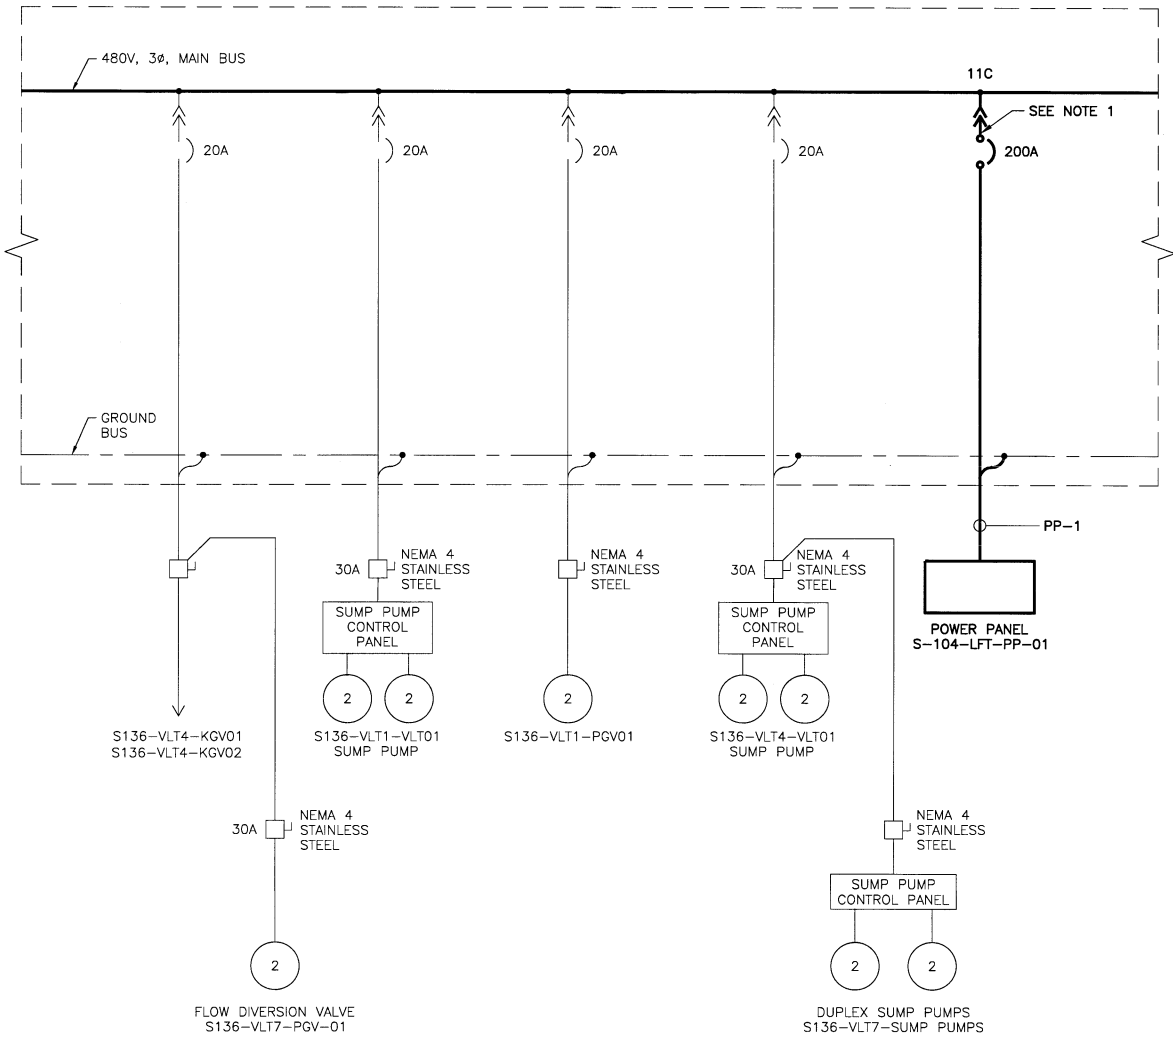 480V, 3ø, MAIN BUS
11C
SEE NOTE 1
20A
20A
20A
20A
200A
GROUND
BUS
PP-1
30A
NEMA 4
STAINLESS
STEEL
NEMA 4
STAINLESS
STEEL
30A
NEMA 4
STAINLESS
STEEL
SUMP PUMP
CONTROL
PANEL
SUMP PUMP
CONTROL
PANEL
POWER PANEL
S-104-LFT-PP-01
2
2
2
2
2
S136-VLT4-KGV01
S136-VLT4-KGV02
S136-VLT1-VLT01
SUMP PUMP
S136-VLT1-PGV01
S136-VLT4-VLT01
SUMP PUMP
30A
NEMA 4
STAINLESS
STEEL
NEMA 4
STAINLESS
STEEL
SUMP PUMP
CONTROL PANEL
2
2
2
FLOW DIVERSION VALVE
S136-VLT7-PGV-01
DUPLEX SUMP PUMPS
S136-VLT7-SUMP PUMPS